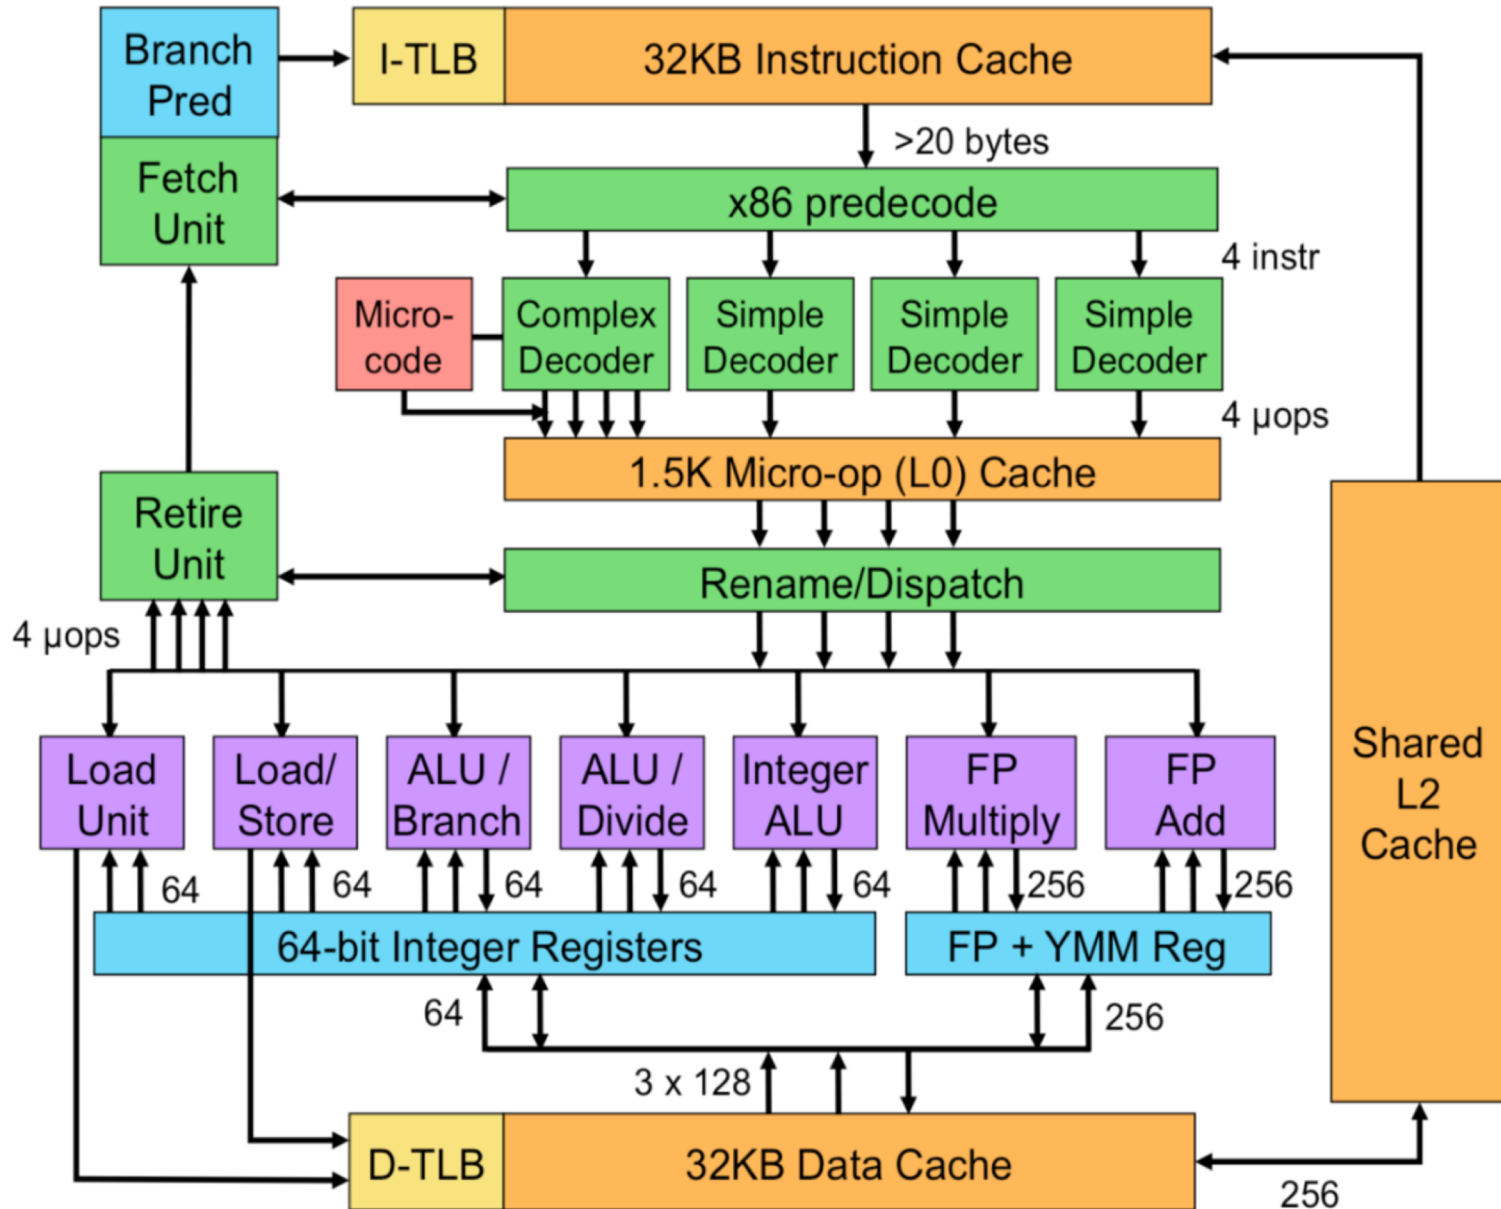 Branch
Pred
I-TLB
32KB Instruction Cache
>20 bytes
Fetch
Unit
x86 predecode
4 instr
Micro-
code
Complex
Decoder
Simple
Decoder
Simple
Decoder
Simple
Decoder
4 µops
1.5K Micro-op (L0) Cache
Retire
Unit
Rename/Dispatch
4 µops
Load
Unit
Load/
Store
ALU /
Branch
ALU /
Divide
Integer
ALU
FP
Multiply
FP
Add
Shared
L2
Cache
64
64
64
64
64
256
256
64-bit Integer Registers
FP + YMM Reg
64
256
3 x 128
D-TLB
32KB Data Cache
256